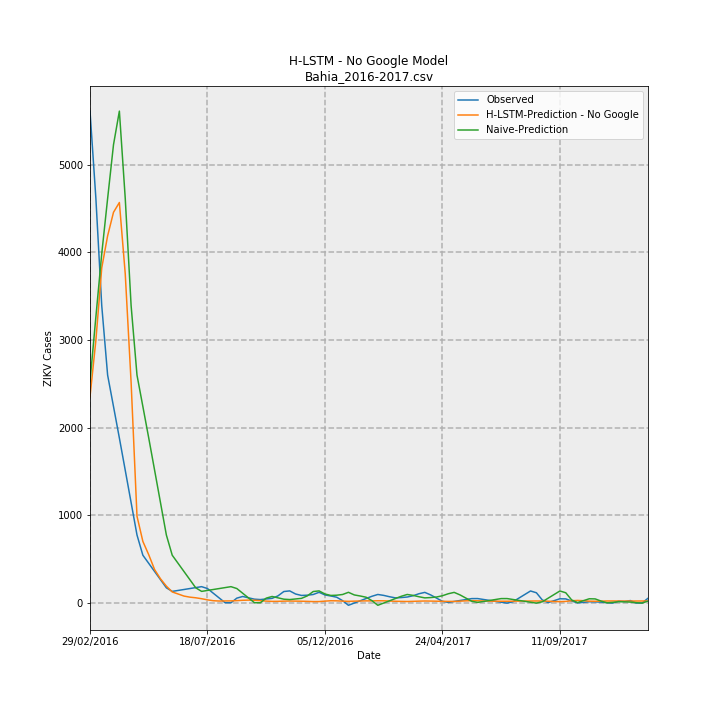 H-LSTM - No Google Model
Bahia_2016-2017.csv
Observed
H-LSTM-Prediction - No Google
Naive-Prediction
ZIKV Cases
5000
4000
3000
2000
1000
0
29/02/2016
18/07/2016
05/12/2016
24/04/2017
11/09/2017
Date